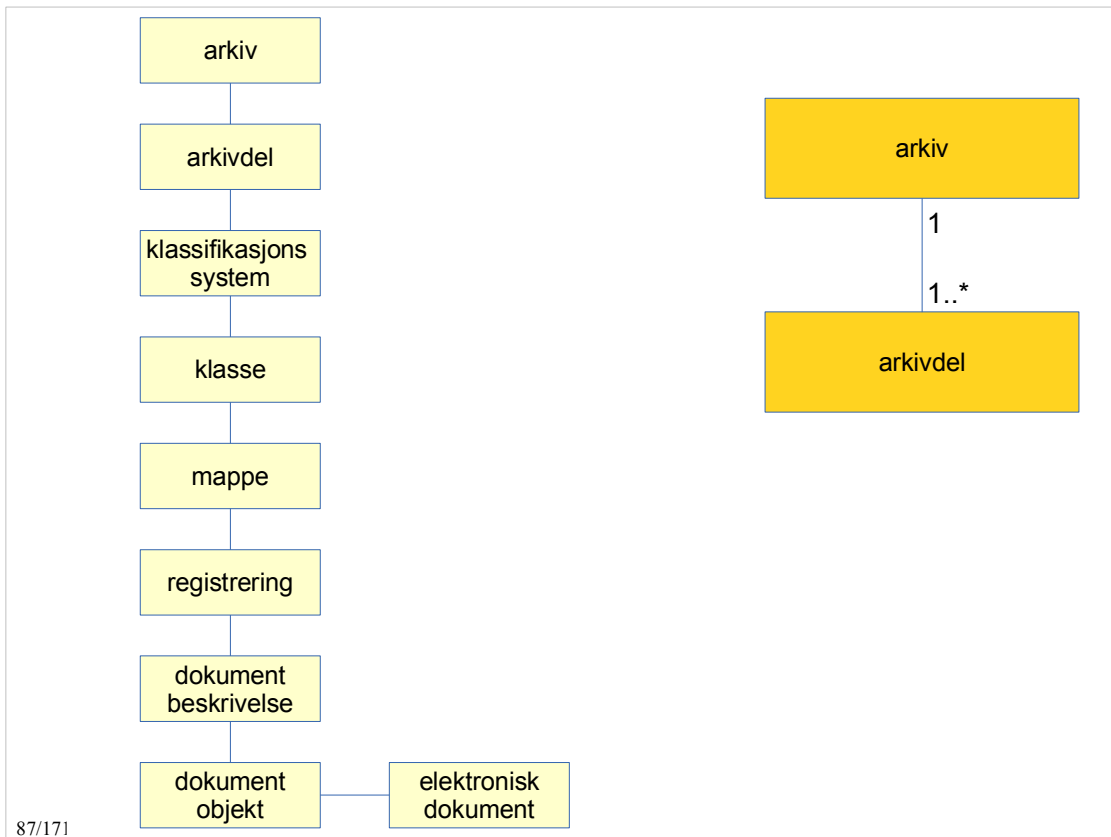 arkiv
arkivdel
klassifikasjons
system
klasse
mappe
registrering
dokument
beskrivelse
dokument
objekt
elektronisk
dokument
arkiv
1
1..*
arkivdel
87/171